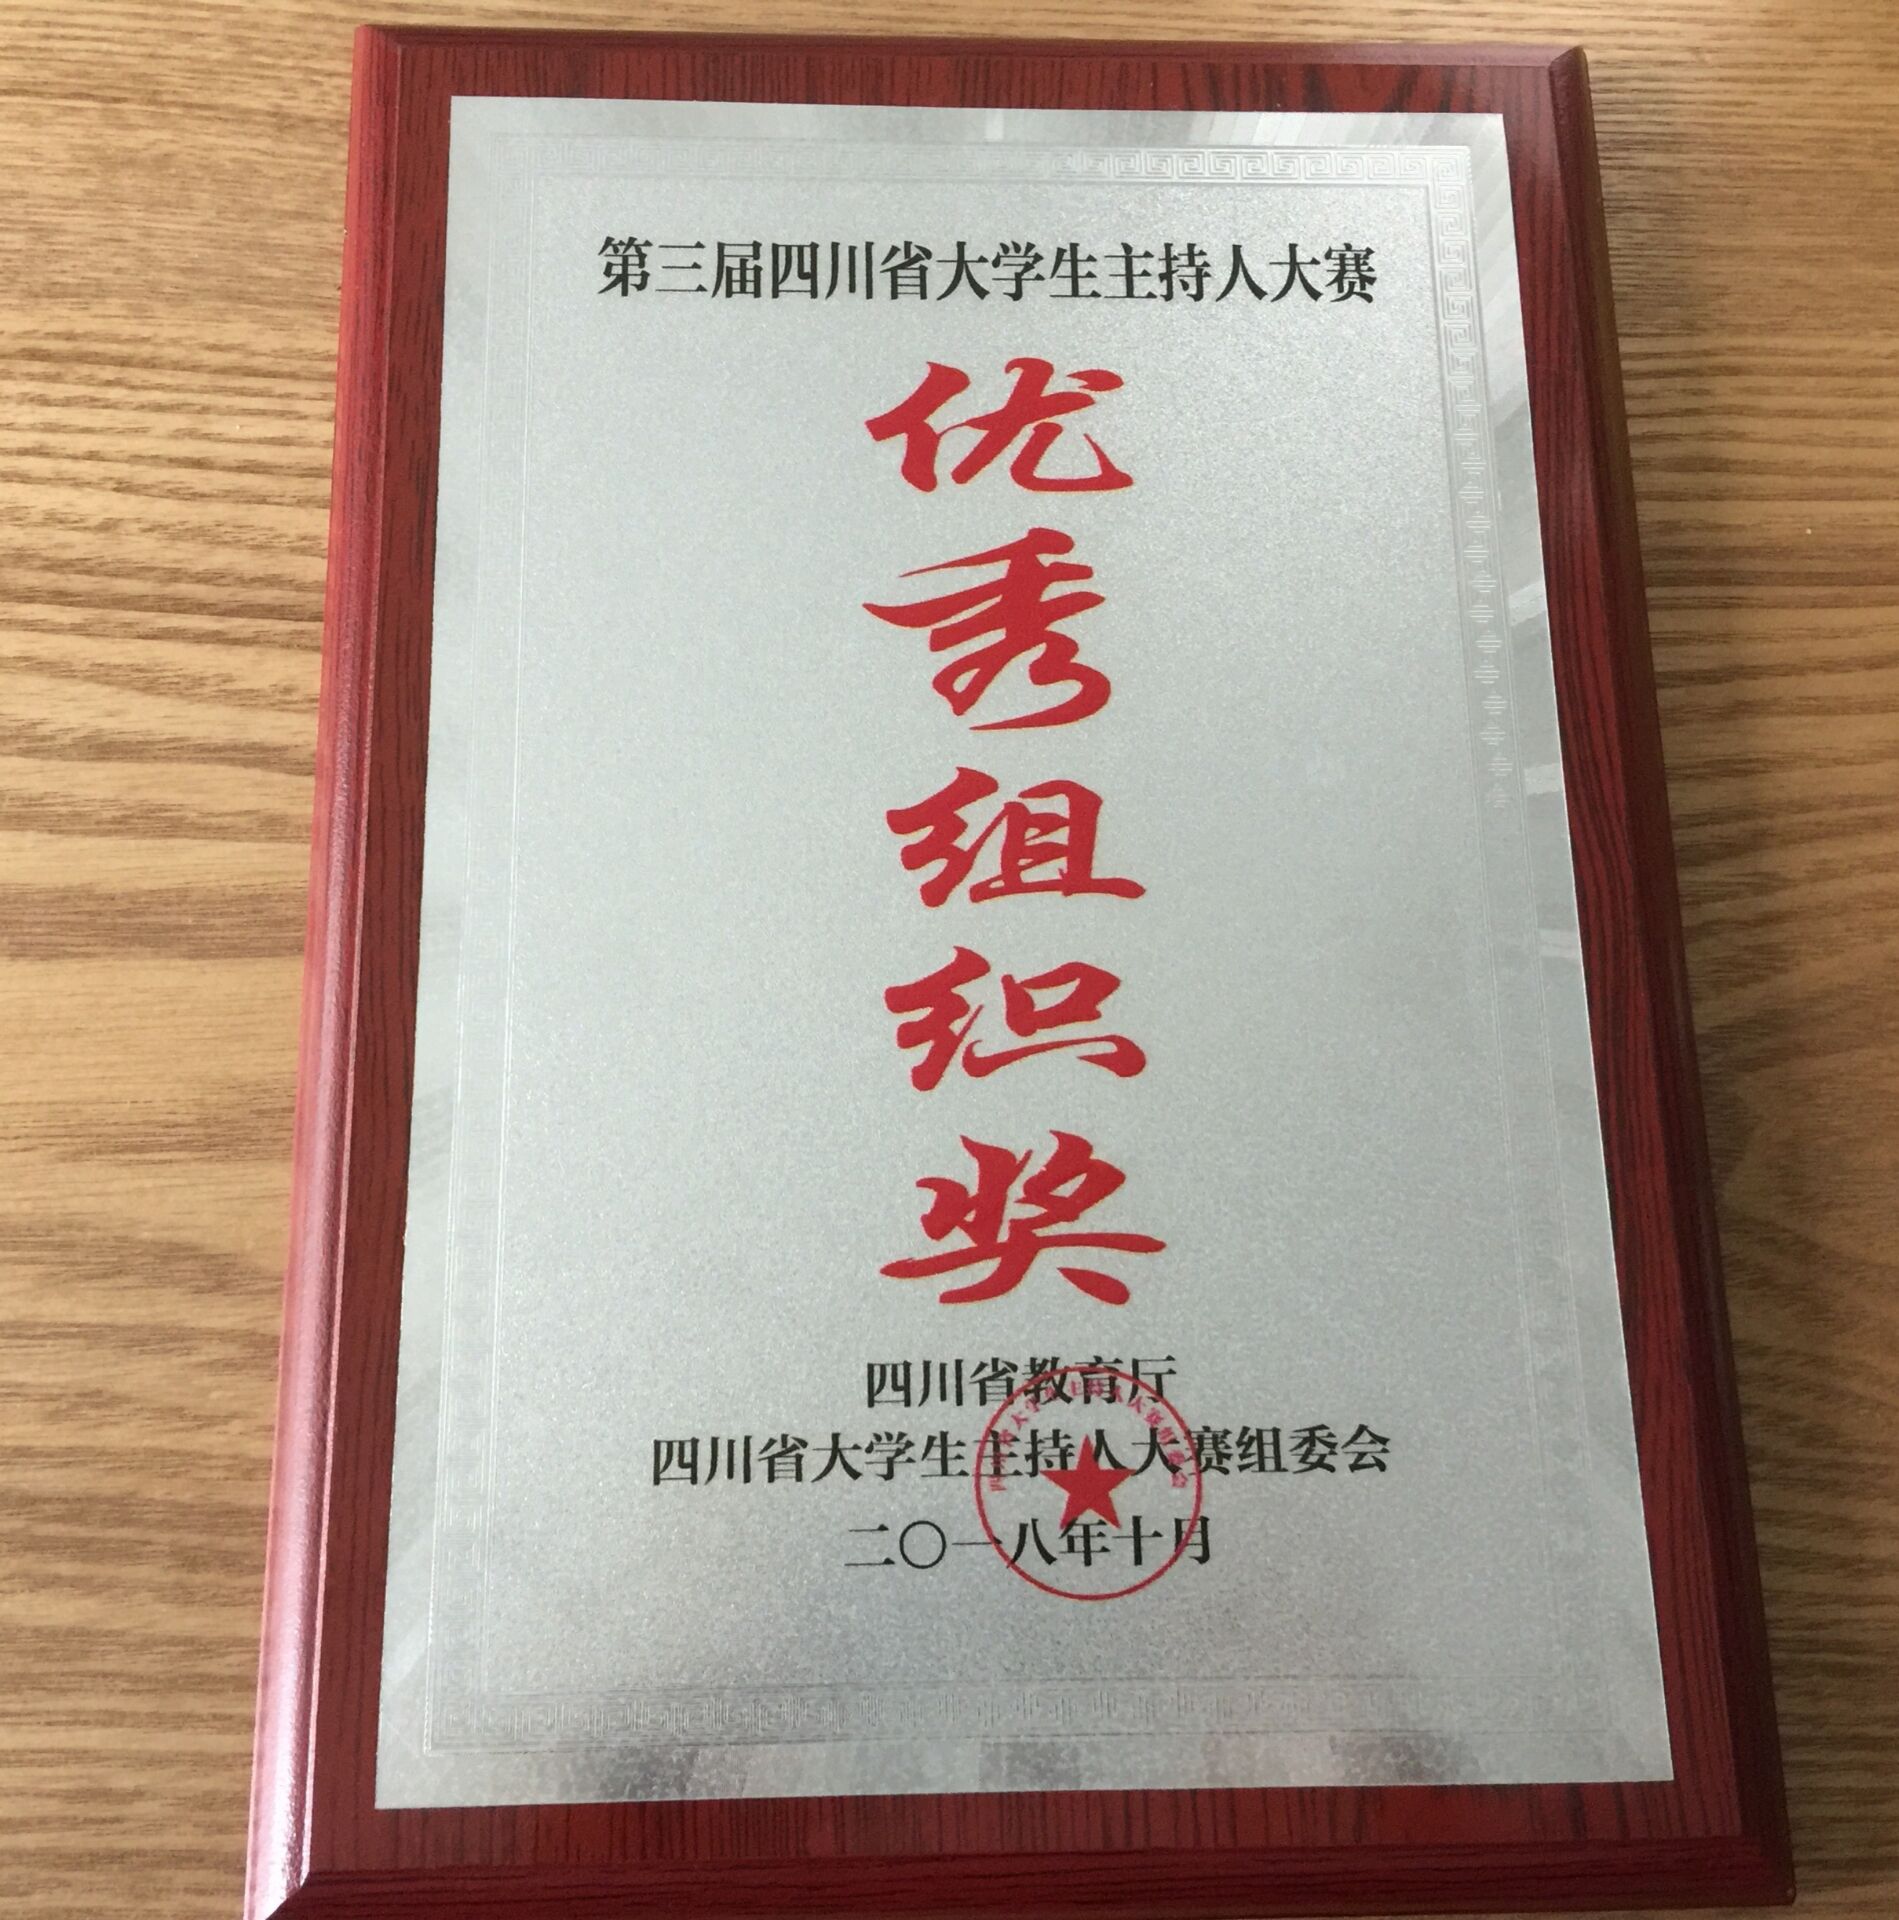 第三届四川省大学生主持人大赛
优
秀
组
织
奖
四川省教育厅
四川省大学生主持人大赛组委会
二〇一八年十月